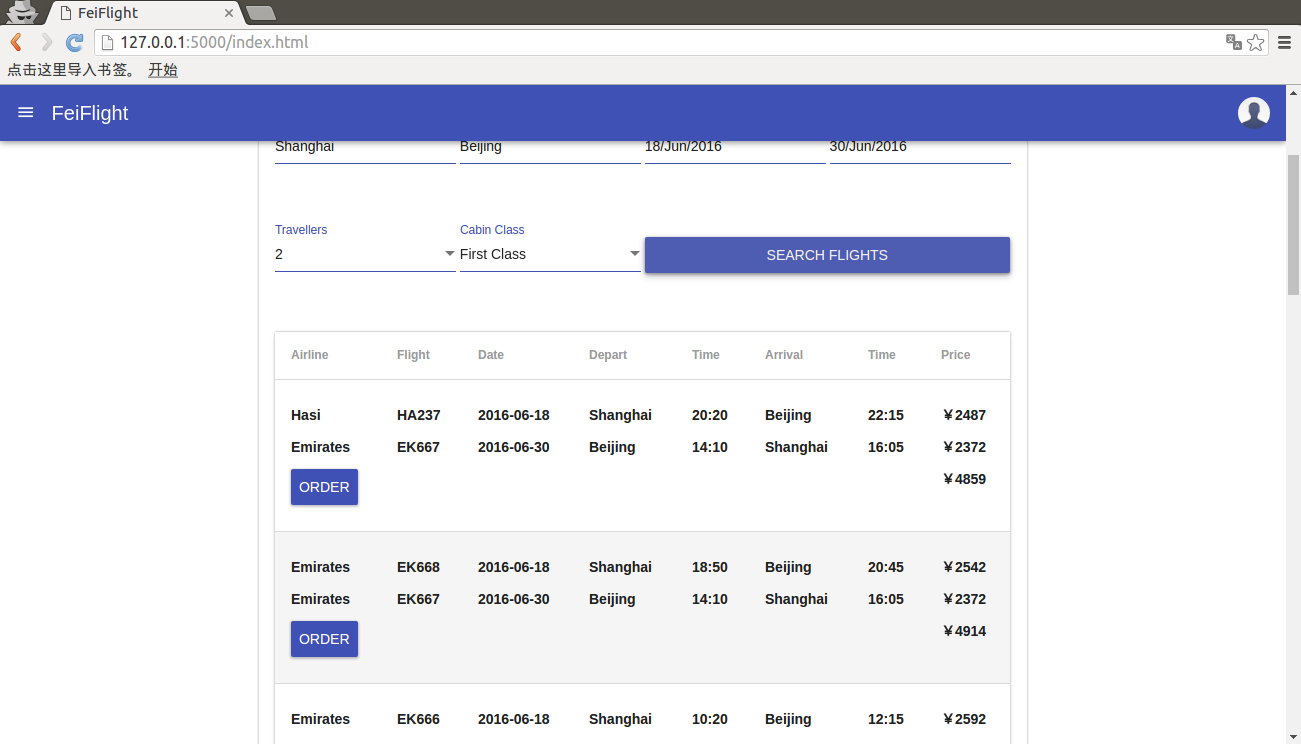 FeiFlight
127.0.0.1:5000/index.html
点击这里导入书签。 开始
FeiFlight
Shanghai Beijing 18/Jun/2016 30/Jun/2016
Travellers Cabin Class
2 First Class SEARCH FLIGHTS
Airline Flight Date Depart Time Arrival Time Price
Hasi HA237 2016-06-18 Shanghai 20:20 Beijing 22:15 ¥2487
Emirates EK667 2016-06-30 Beijing 14:10 Shanghai 16:05 ¥2372
¥4859
ORDER
Emirates EK668 2016-06-18 Shanghai 18:50 Beijing 20:45 ¥2542
Emirates EK667 2016-06-30 Beijing 14:10 Shanghai 16:05 ¥2372
¥4914
ORDER
Emirates EK666 2016-06-18 Shanghai 10:20 Beijing 12:15 ¥2592